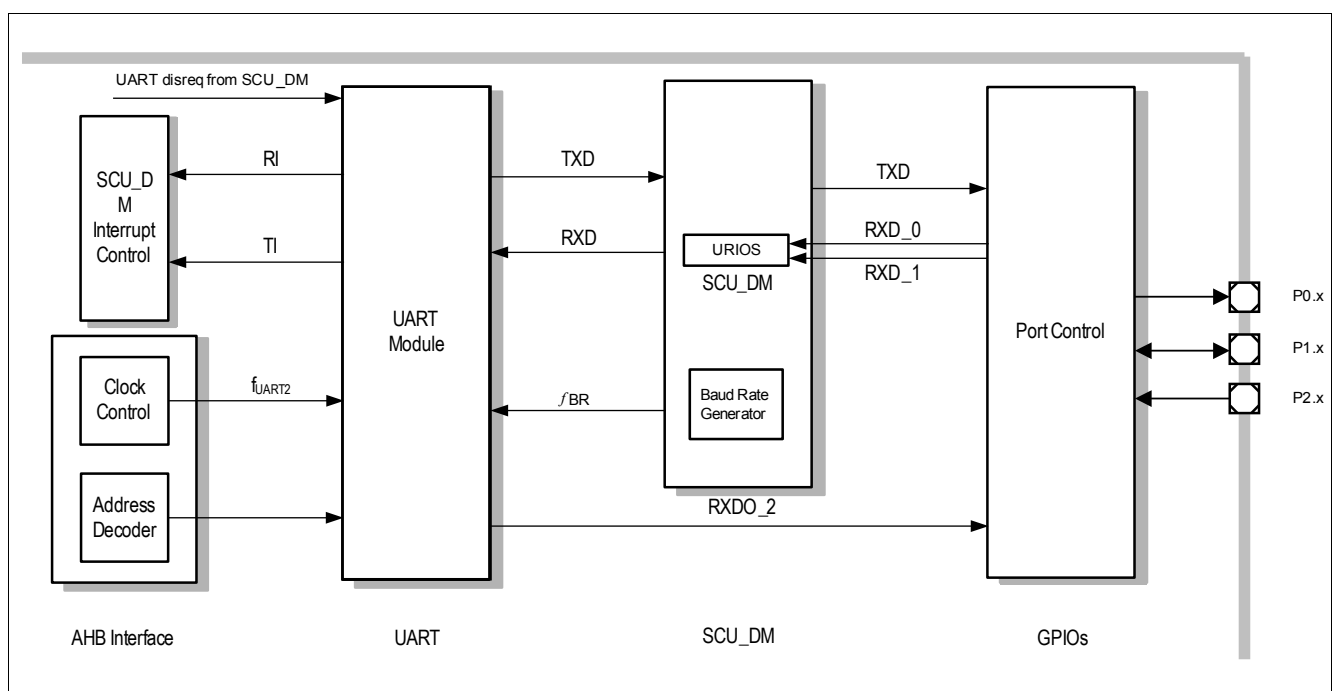 UART disreq from SCU_DM
SCU_D
M
Interrupt
Control
RI
TI
UART
Module
TXD
RXD
URIOS
SCU_DM
TXD
RXD_0
RXD_1
Port Control
P0.x
P1.x
P2.x
Clock
Control
fUART2
fBR
Baud Rate
Generator
Address
Decoder
RXDO_2
AHB Interface
UART
SCU_DM
GPIOs